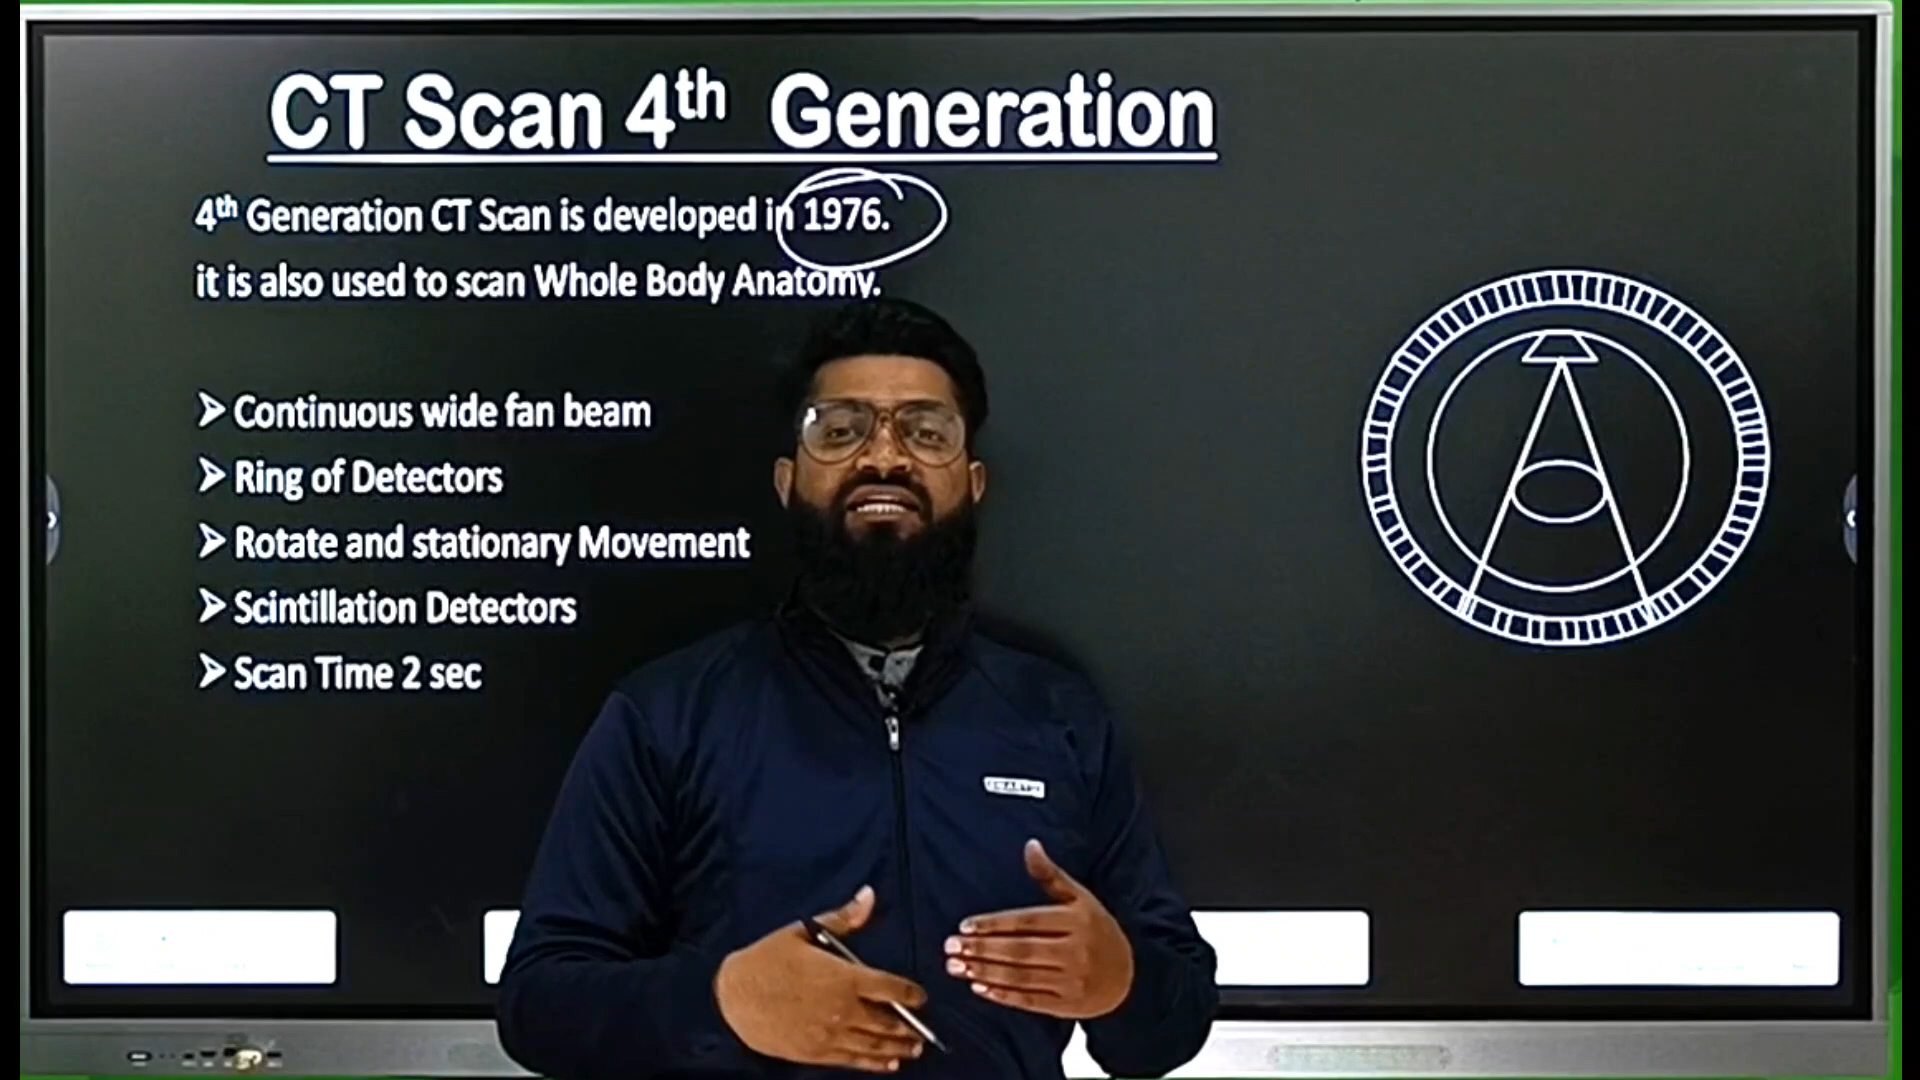 CT Scan 4th Generation
4th Generation CT Scan is developed in 1976.
it is also used to scan Whole Body Anatomy.
➢ Continuous wide fan beam
➢ Ring of Detectors
➢ Rotate and stationary Movement
➢ Scintillation Detectors
➢ Scan Time 2 sec